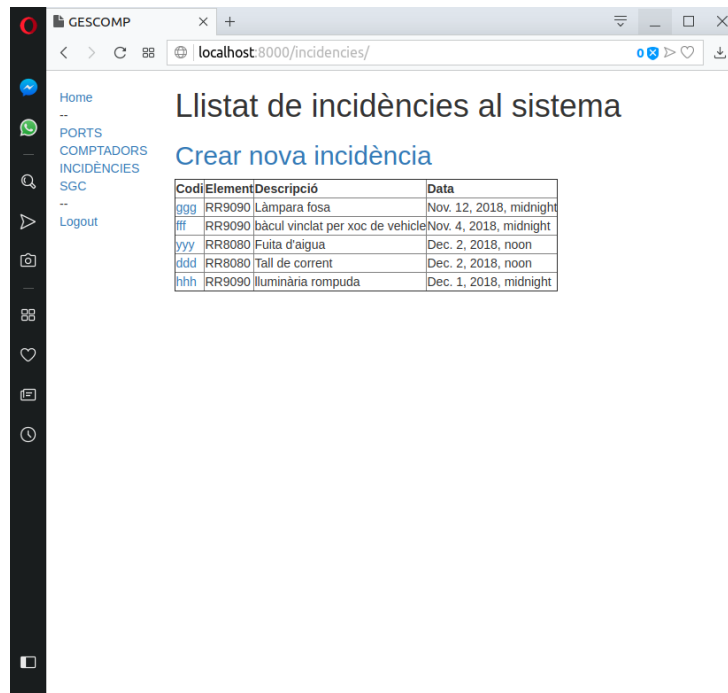 GESCOMP
localhost:8000/incidencies/
0
Home
--
PORTS
COMPTADORS
INCIDÈNCIES
SGC
--
Logout
Llistat de incidències al sistema
Crear nova incidència
Codi Element Descripció Data
ggg RR9090 Làmpara fosa Nov. 12, 2018, midnight
fff RR9090 bàcul vinclat per xoc de vehicle Nov. 4, 2018, midnight
yyy RR8080 Fuita d'aigua Dec. 2, 2018, noon
ddd RR8080 Tall de corrent Dec. 2, 2018, noon
hhh RR9090 lluminària rompuda Dec. 1, 2018, midnight